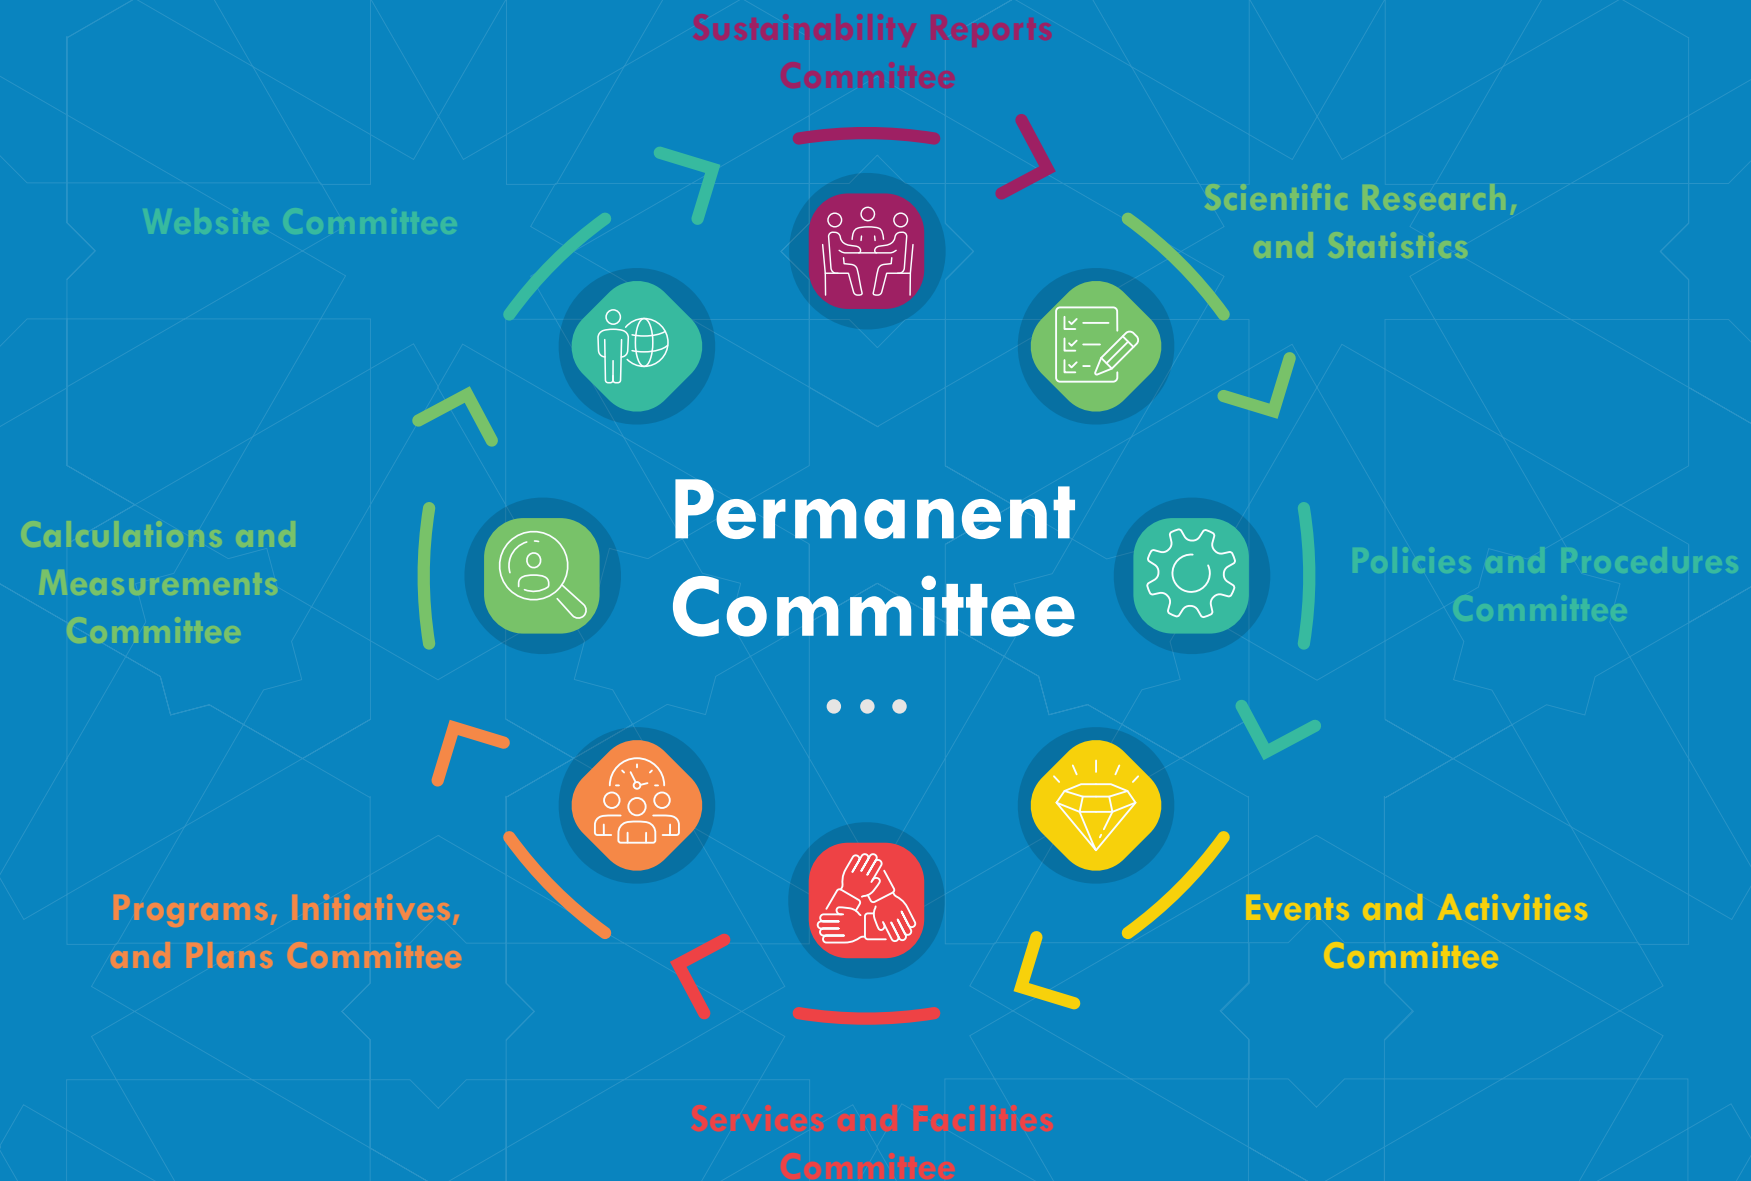 Sustainability Reports
Committee
Website Committee
Scientific Research,
and Statistics
Permanent
Committee
Calculations and
Measurements
Committee
Policies and Procedures
Committee
Programs, Initiatives,
and Plans Committee
Events and Activities
Committee
Services and Facilities
Committee